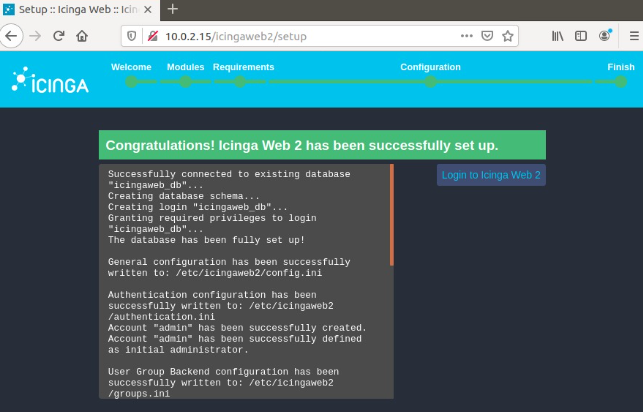 Setup :: Icinga Web :: Icin
10.0.2.15/icingaweb2/setup
ICINGA
Welcome Modules Requirements Configuration Finish
Congratulations! Icinga Web 2 has been successfully set up.
Login to Icinga Web 2
Successfully connected to existing database
"icingaweb_db"...
Creating database schema...
Creating login "icingaweb_db"...
Granting required privileges to login
"icingaweb_db"...
The database has been fully set up!
General configuration has been successfully
written to: /etc/icingaweb2/config.ini
Authentication configuration has been
successfully written to: /etc/icingaweb2
/authentication.ini
Account "admin" has been successfully created.
Account "admin" has been successfully defined
as initial administrator.
User Group Backend configuration has been
successfully written to: /etc/icingaweb2
/groups.ini